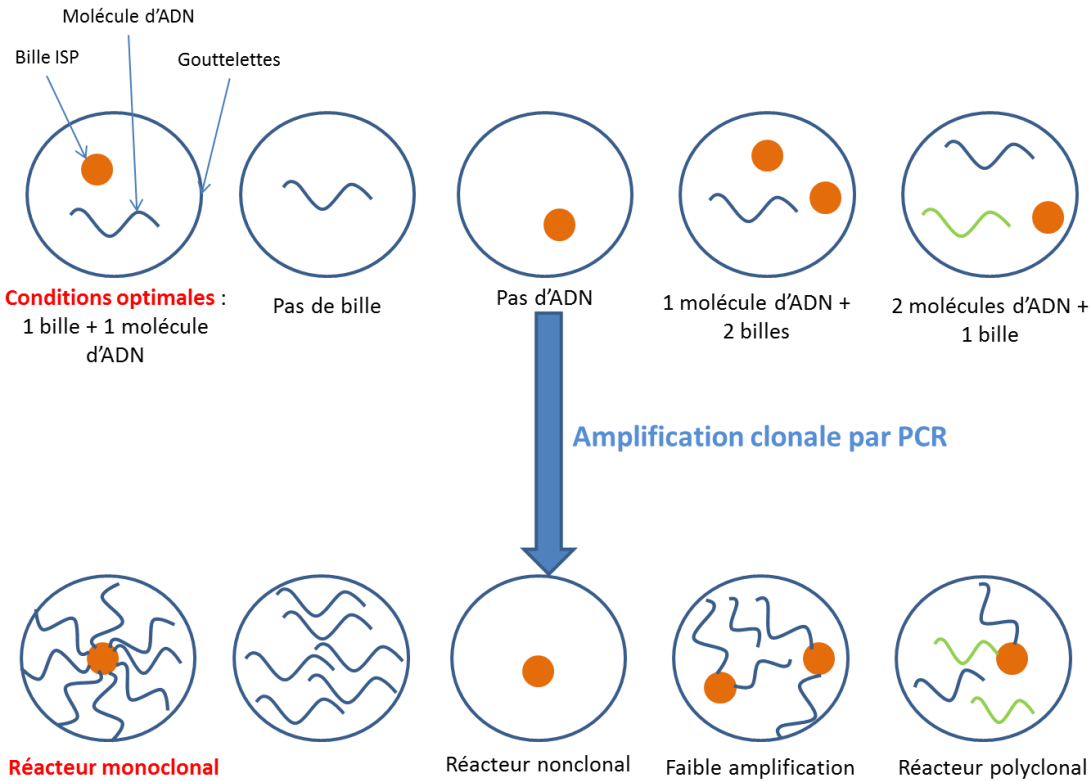 Molécule d'ADN
Bille ISP
Gouttelettes
Conditions optimales :
1 bille + 1 molécule
d'ADN
Pas de bille
Pas d'ADN
1 molécule d'ADN +
2 billes
2 molécules d'ADN +
1 bille
Amplification clonale par PCR
Réacteur monoclonal
Réacteur nonclonal
Faible amplification
Réacteur polyclonal